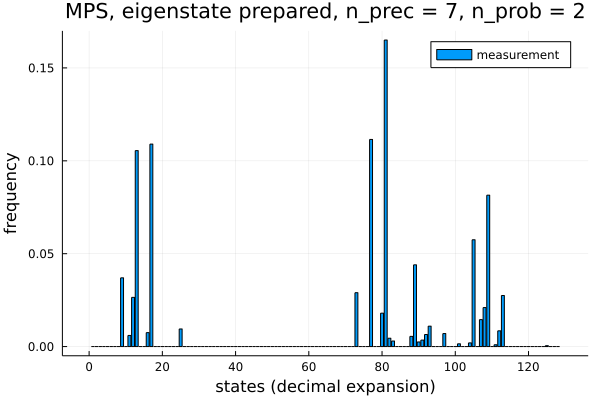 MPS, eigenstate prepared, n_prec = 7, n_prob = 2
measurement
frequency
0.15
0.10
0.05
0.00
0 20 40 60 80 100 120
states (decimal expansion)